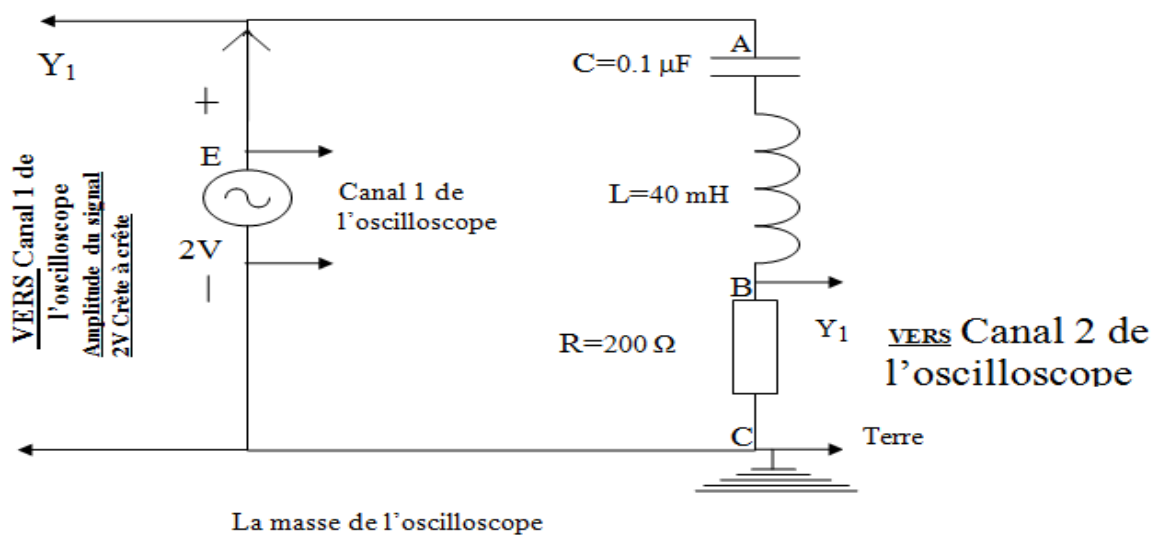 Y₁
VERS Canal 1 de
l'oscilloscope
Amplitude du signal
2V Crète à crête
+
E
2V
–
Canal 1 de
l'oscilloscope
A
C=0.1 µF
L=40 mH
B
R=200 Ω
Y₁
VERS Canal 2 de
l'oscilloscope
C
Terre
La masse de l'oscilloscope